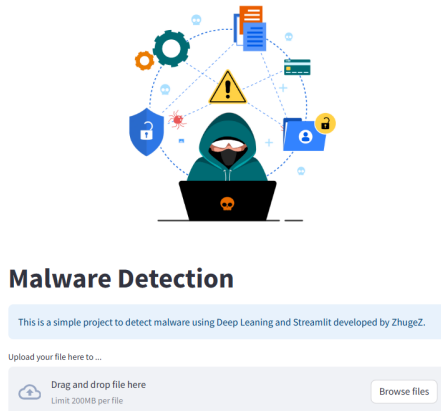 Malware Detection
This is a simple project to detect malware using Deep Leaning and Streamlit developed by ZhugeZ.
Upload your file here to ...
Drag and drop file here
Browse files
Limit 200MB per file